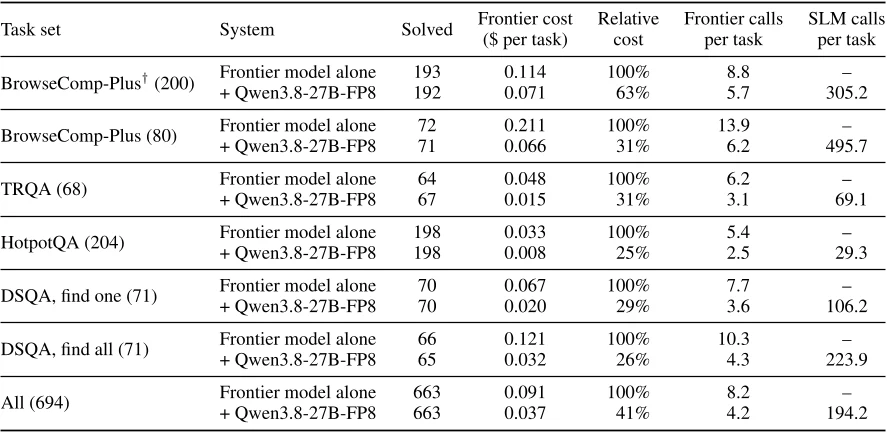 Task set System Solved Frontier cost ($ per task) Relative cost Frontier calls per task SLM calls per task
BrowseComp-Plus† (200) Frontier model alone 193 0.114 100% 8.8 –
+ Qwen3.8-27B-FP8 192 0.071 63% 5.7 305.2
BrowseComp-Plus (80) Frontier model alone 72 0.211 100% 13.9 –
+ Qwen3.8-27B-FP8 71 0.066 31% 6.2 495.7
TRQA (68) Frontier model alone 64 0.048 100% 6.2 –
+ Qwen3.8-27B-FP8 67 0.015 31% 3.1 69.1
HotpotQA (204) Frontier model alone 198 0.033 100% 5.4 –
+ Qwen3.8-27B-FP8 198 0.008 25% 2.5 29.3
DSQA, find one (71) Frontier model alone 70 0.067 100% 7.7 –
+ Qwen3.8-27B-FP8 70 0.020 29% 3.6 106.2
DSQA, find all (71) Frontier model alone 66 0.121 100% 10.3 –
+ Qwen3.8-27B-FP8 65 0.032 26% 4.3 223.9
All (694) Frontier model alone 663 0.091 100% 8.2 –
+ Qwen3.8-27B-FP8 663 0.037 41% 4.2 194.2